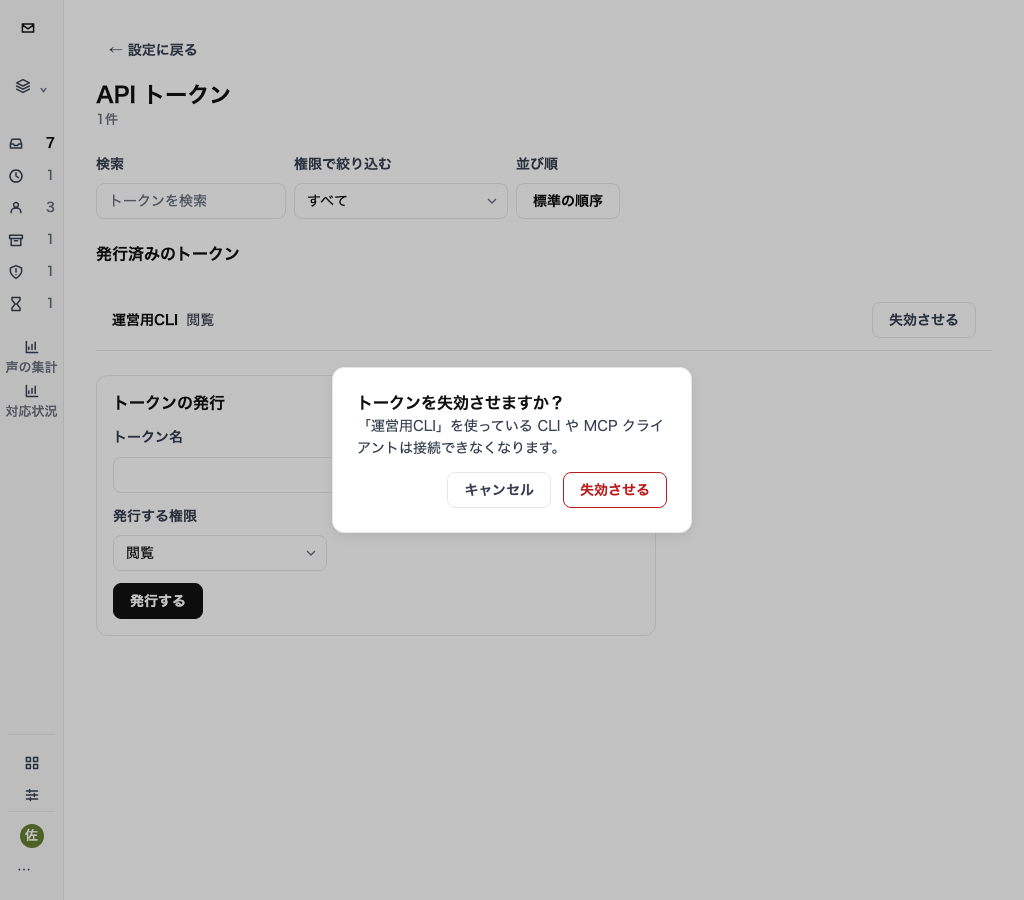 ← 設定に戻る
API トークン
1件
検索
権限で絞り込む
並び順
トークンを検索
すべて
標準の順序
発行済みのトークン
運営用CLI 閲覧
失効させる
7
1
3
1
1
1
声の集計
対応状況
トークンの発行
トークン名
発行する権限
閲覧
発行する
トークンを失効させますか？
「運営用CLI」を使っている CLI や MCP クライ
アントは接続できなくなります。
キャンセル
失効させる
佐
…